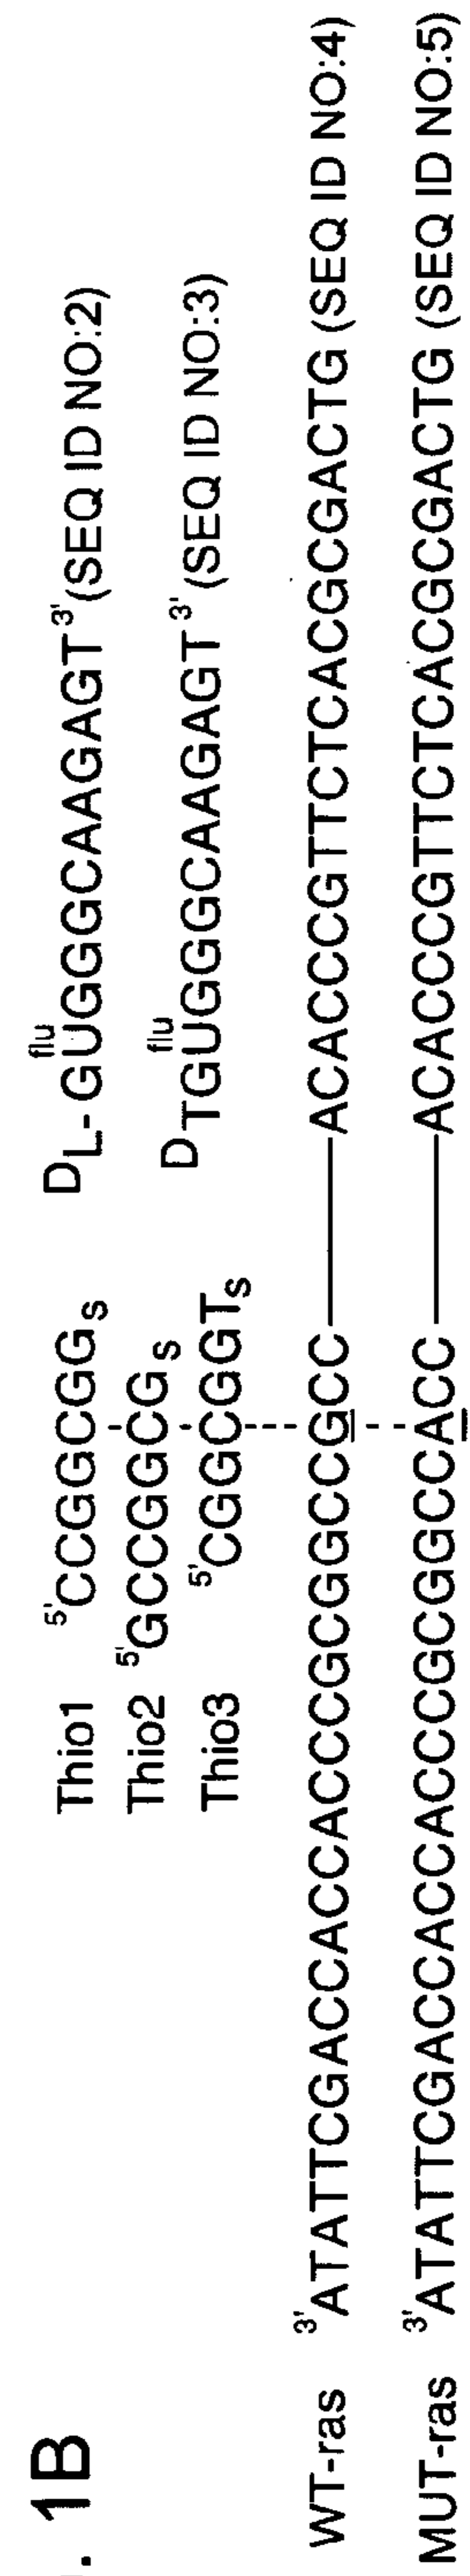 . 1B
flu
Thio1 5'CCGGCGGs DL-GUGGGCAAGAGT3' (SEQ ID NO:2)
Thio2 5'GCCGGCGs
flu
Thio3 5'CGGCGGTs DTGUGGGCAAGAGT3' (SEQ ID NO:3)
WT-ras 3'ATATTCGACCACCACCCGCGGCCGCC——ACACCCGTTCTCACGCGACTG (SEQ ID NO:4)
MUT-ras 3'ATATTCGACCACCACCCGCGGCCACC——ACACCCGTTCTCACGCGACTG (SEQ ID NO:5)